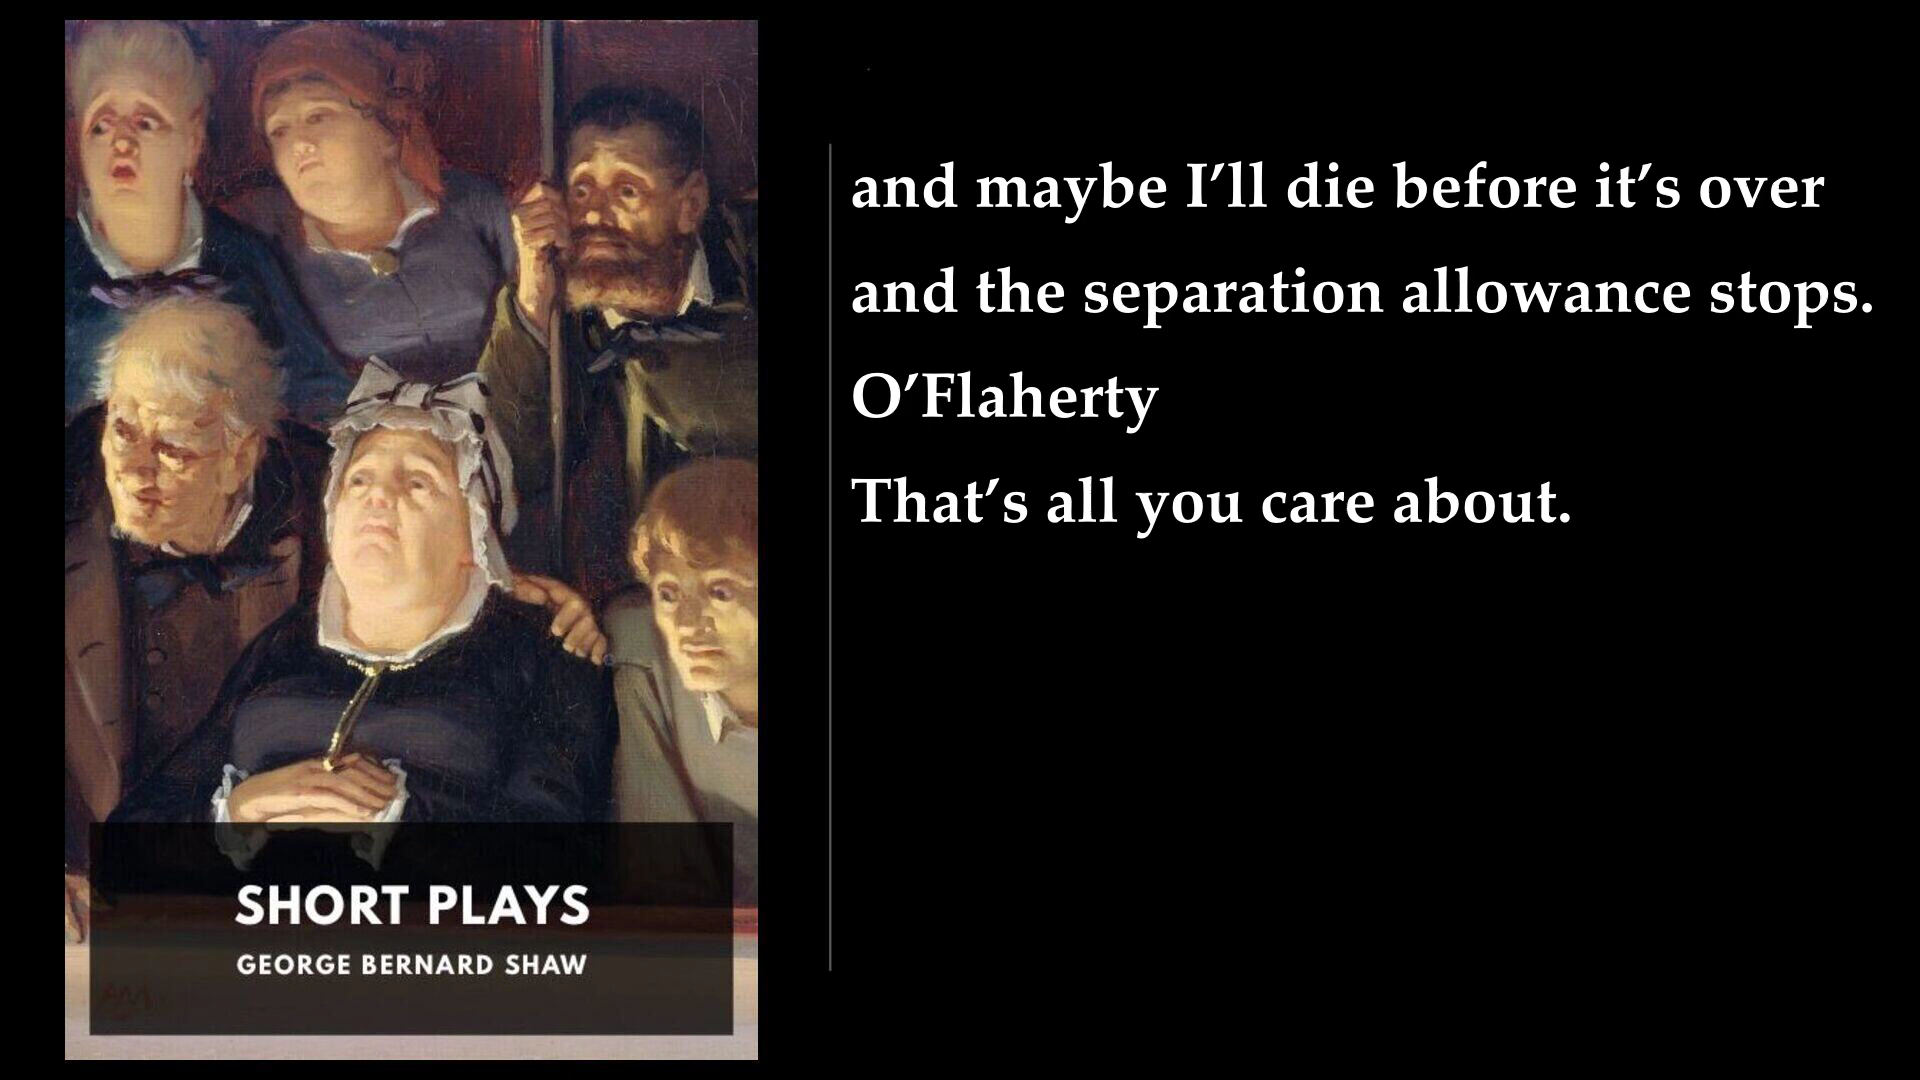 and maybe I’ll die before it’s over
and the separation allowance stops.
O’Flaherty
That’s all you care about.
SHORT PLAYS
GEORGE BERNARD SHAW